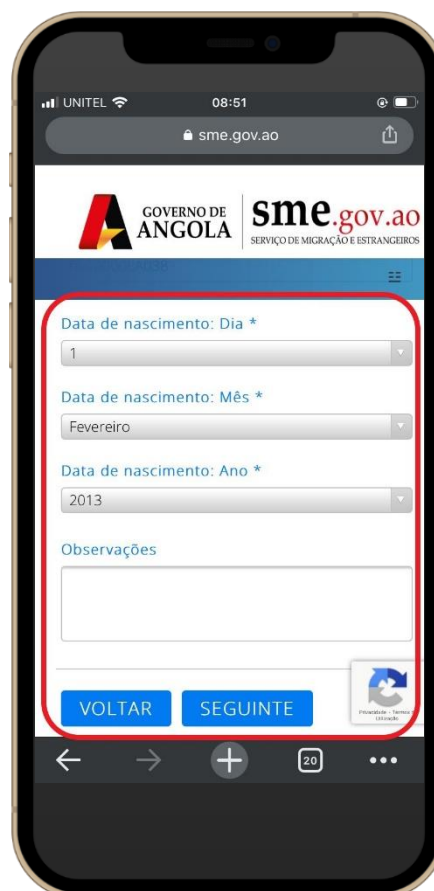 UNITEL
08:51
sme.gov.ao
GOVERNO DE
ANGOLA
sme.gov.ao
SERVIÇO DE MIGRAÇÃO E ESTRANGEIROS
Data de nascimento: Dia *
1
Data de nascimento: Mês *
Fevereiro
Data de nascimento: Ano *
2013
Observações
VOLTAR
SEGUINTE
20